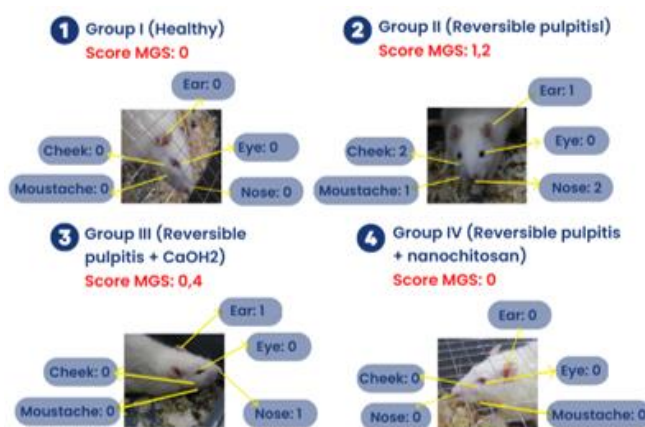 1 Group I (Healthy)
Score MGS: 0
Ear: 0
Cheek: 0
Eye: 0
Moustache: 0
Nose: 0
2 Group II (Reversible pulpitisI)
Score MGS: 1,2
Ear: 1
Eye: 0
Cheek: 2
Moustache: 1
Nose: 2
3 Group III (Reversible
pulpitis + CaOH2)
Score MGS: 0,4
Ear: 1
Eye: 0
Cheek: 0
Moustache: 0
Nose: 1
4 Group IV (Reversible pulpitis
+ nanochitosan)
Score MGS: 0
Ear: 0
Cheek: 0
Eye: 0
Nose: 0
Moustache: 0